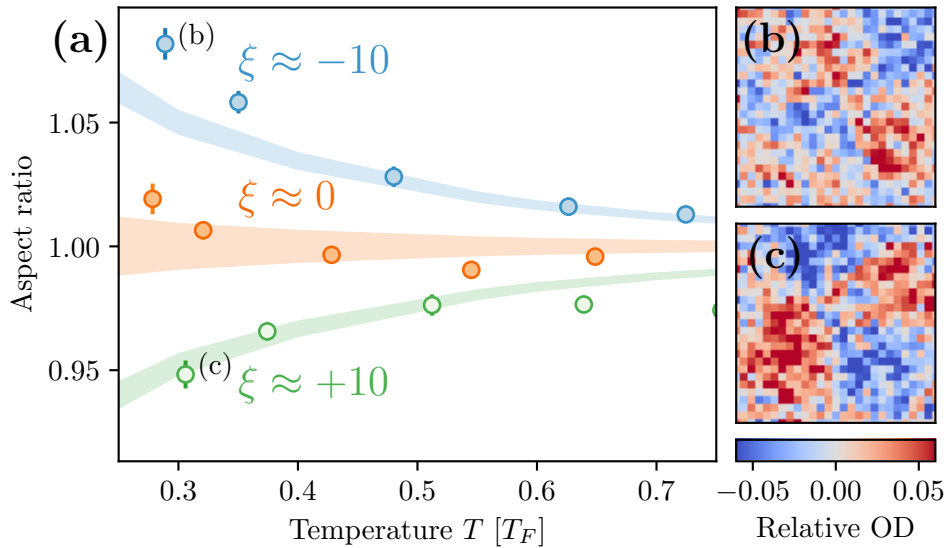 (a)
(b)
ξ ≈ −10
ξ ≈ 0
ξ ≈ +10
(c)
1.05
1.00
0.95
Aspect ratio
0.3 0.4 0.5 0.6 0.7
Temperature T [T_F]
(b)
(c)
−0.05 0.00 0.05
Relative OD